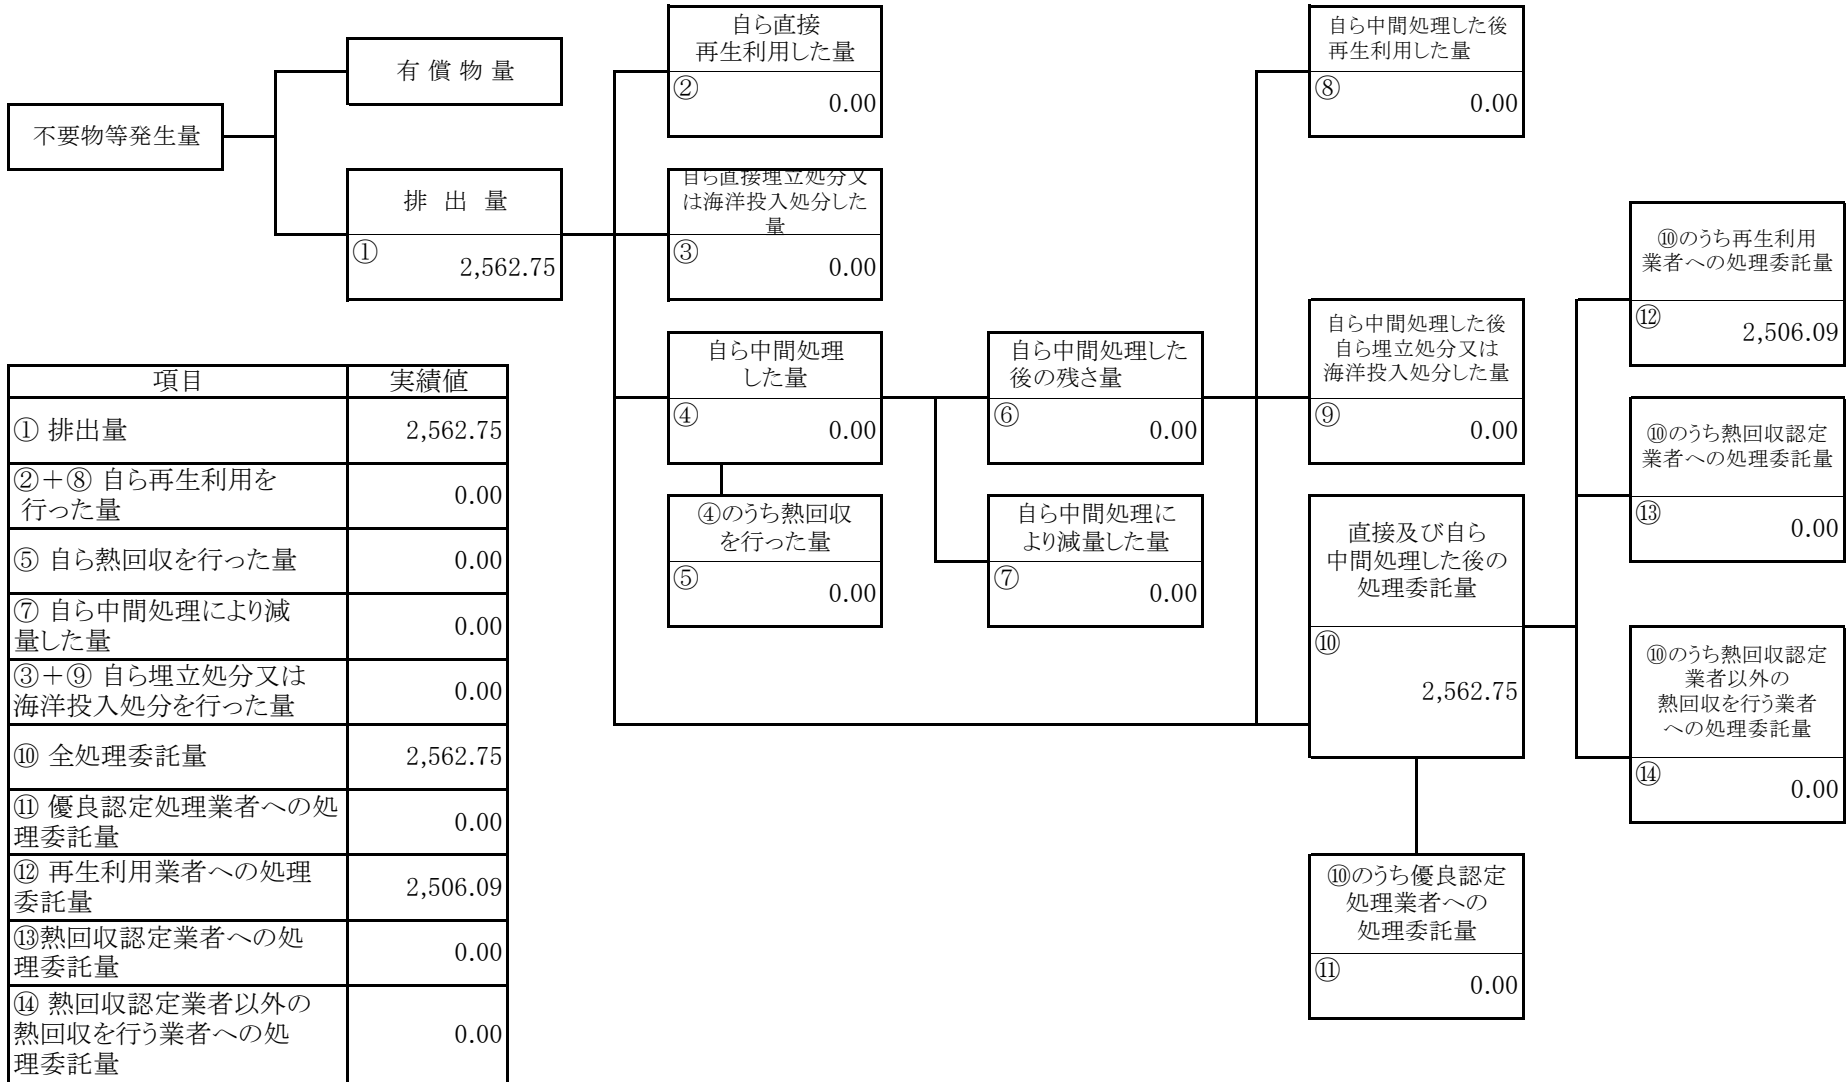 不要物等発生量
有 償 物 量
排 出 量
①
2,562.75
自ら直接
再生利用した量
②
0.00
自ら直接埋立処分又
は海洋投入処分した
量
③
0.00
自ら中間処理
した量
④
0.00
④のうち熱回収
を行った量
⑤
0.00
自ら中間処理した
後の残さ量
⑥
0.00
自ら中間処理に
より減量した量
⑦
0.00
自ら中間処理した後
再生利用した量
⑧
0.00
自ら中間処理した後
自ら埋立処分又は
海洋投入処分した量
⑨
0.00
直接及び自ら
中間処理した後の
処理委託量
⑩
2,562.75
⑩のうち優良認定
処理業者への
処理委託量
⑪
0.00
⑩のうち再生利用
業者への処理委託量
⑫
2,506.09
⑩のうち熱回収認定
業者への処理委託量
⑬
0.00
⑩のうち熱回収認定
業者以外の
熱回収を行う業者
への処理委託量
⑭
0.00
項目 実績値
① 排出量 2,562.75
②+⑧ 自ら再生利用を
行った量
0.00
⑤ 自ら熱回収を行った量 0.00
⑦ 自ら中間処理により減
量した量
0.00
③+⑨ 自ら埋立処分又は
海洋投入処分を行った量
0.00
⑩ 全処理委託量 2,562.75
⑪ 優良認定処理業者への処
理委託量
0.00
⑫ 再生利用業者への処理
委託量
2,506.09
⑬熱回収認定業者への処
理委託量
0.00
⑭ 熱回収認定業者以外の
熱回収を行う業者への処
理委託量
0.00